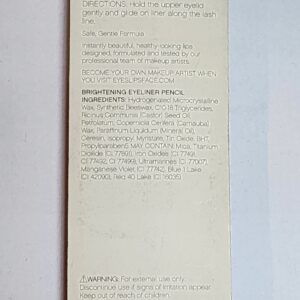 DIRECTIONS: Hold the upper eyelid
gently and glide on liner along the lash
line.
Safe, Gentle Formula
Instantly beautiful, healthy-looking lips
designed, formulated and tested by our
professional team of makeup artists.
BECOME YOUR OWN MAKEUP ARTIST WHEN
YOU VISIT EYESLIPSFACE.COM
BRIGHTENING EYELINER PENCIL
INGREDIENTS: Hydrogenated Microcrystalline
Wax, Synthetic Beeswax, C10-18 Triglycerides,
Ricinus Communis (Castor) Seed Oil,
Petrolatum, Copernicia Cerifera (Carnauba)
Wax, Paraffinum Liquidum (Mineral Oil),
Ceresin, Isopropyl Myristate, Tin Oxide, BHT,
Propylparaben. MAY CONTAIN: Mica, Titanium
Dioxide (CI 77891), Iron Oxides (CI 77491,
CI 77492, CI 77499), Ultramarines (CI 77007),
Manganese Violet (CI 77742), Blue 1 Lake
(CI 42090), Red 40 Lake (CI 16035)
WARNING: For external use only.
Discontinue use if signs of irritation appear.
Keep out of reach of children.